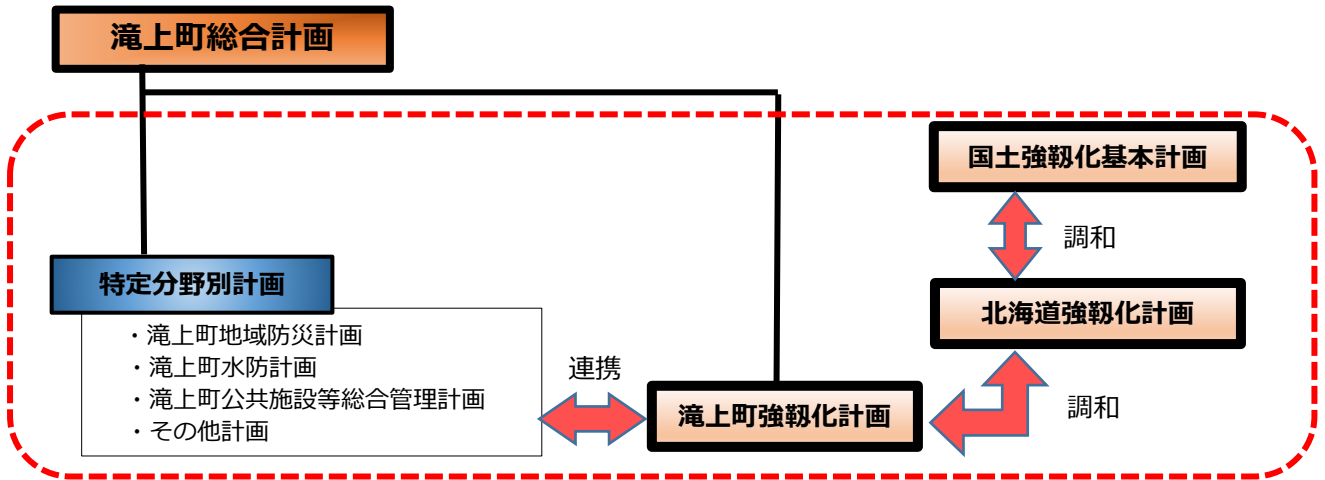 滝上町総合計画
国土強靱化基本計画
調和
特定分野別計画
北海道強靱化計画
・滝上町地域防災計画
・滝上町水防計画
・滝上町公共施設等総合管理計画
・その他計画
連携
滝上町強靱化計画
調和